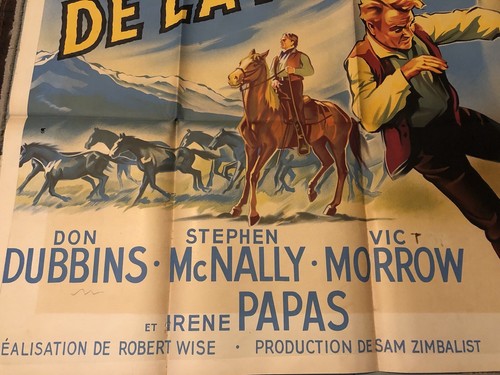 DE LA
DON STEPHEN VIC
DUBBINS · McNALLY · MORROW
ET IRENE PAPAS
ÉALISATION DE ROBERT WISE · PRODUCTION DE SAM ZIMBALIST